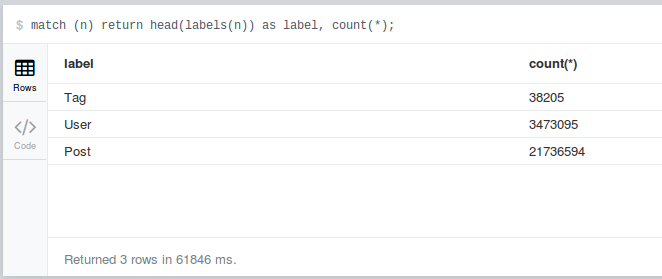 $ match (n) return head(labels(n)) as label, count(*);
Rows
Code
label count(*)
Tag 38205
User 3473095
Post 21736594
Returned 3 rows in 61846 ms.